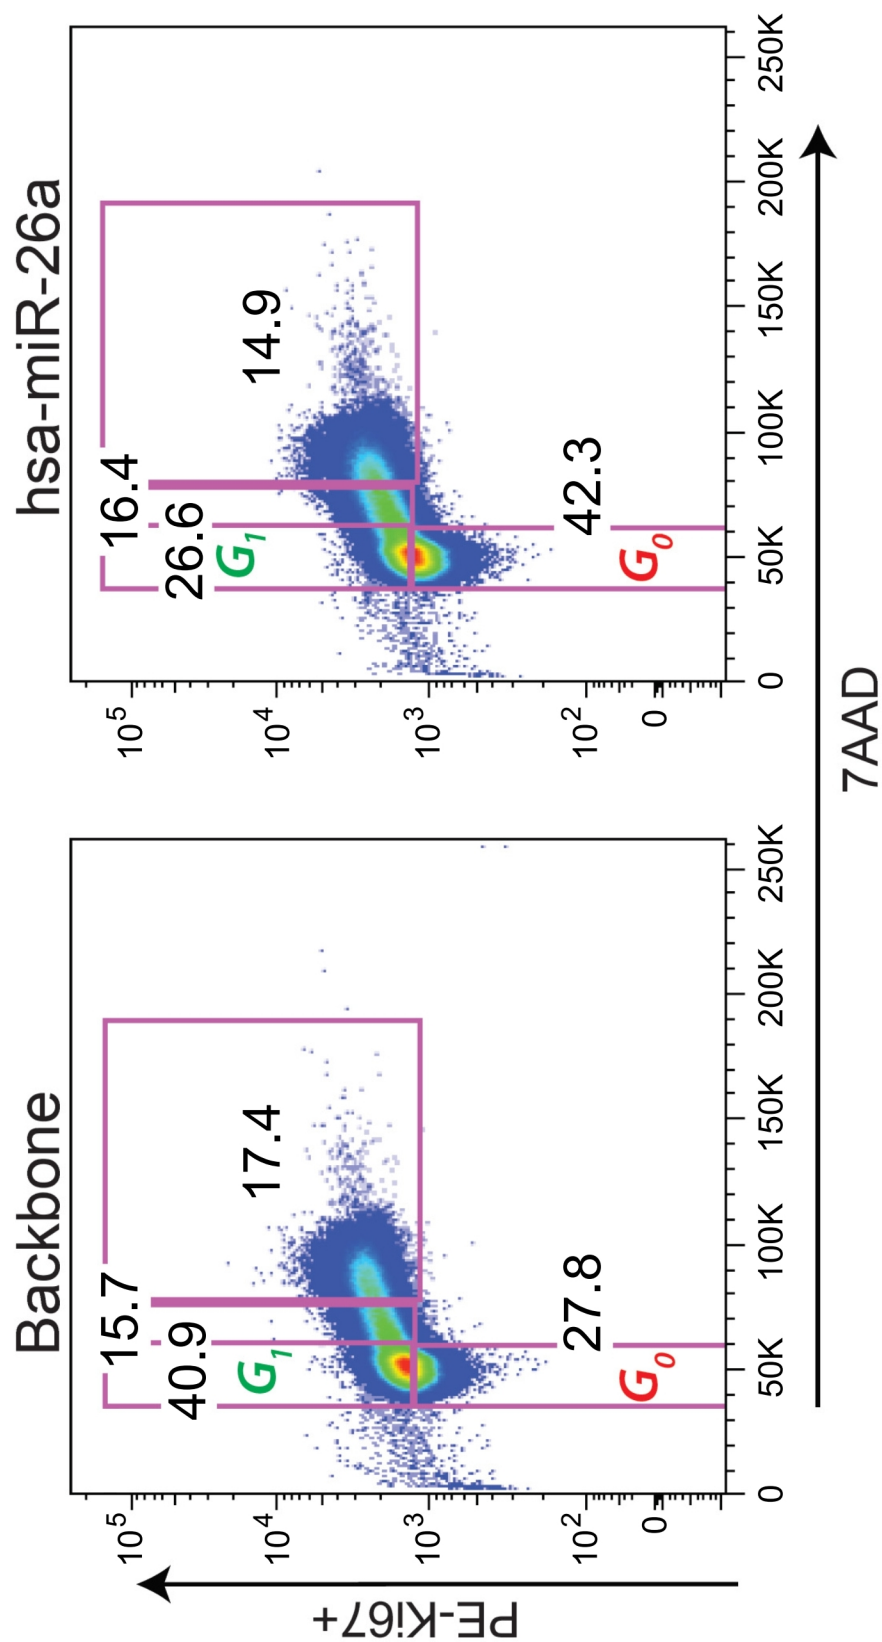 Backbone
hsa-miR-26a
PE-Ki67+
10^5
10^4
10^3
10^2
0
15.7
40.9
G1
17.4
27.8
G0
0
50K
100K
150K
200K
250K
10^5
10^4
10^3
10^2
0
16.4
26.6
G1
14.9
42.3
G0
0
50K
100K
150K
200K
250K
7AAD